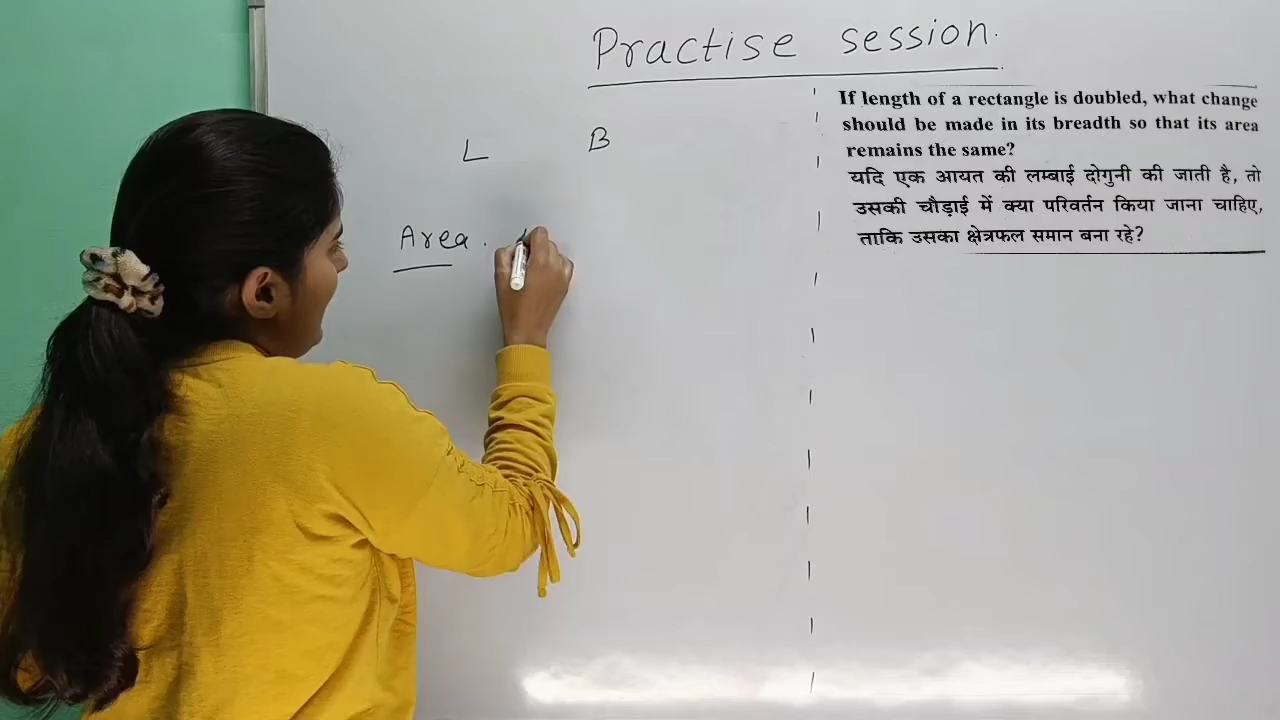 Practise session.
L B
Area.
If length of a rectangle is doubled, what change
should be made in its breadth so that its area
remains the same?
यदि एक आयत की लम्बाई दोगुनी की जाती है, तो
उसकी चौड़ाई में क्या परिवर्तन किया जाना चाहिए,
ताकि उसका क्षेत्रफल समान बना रहे?